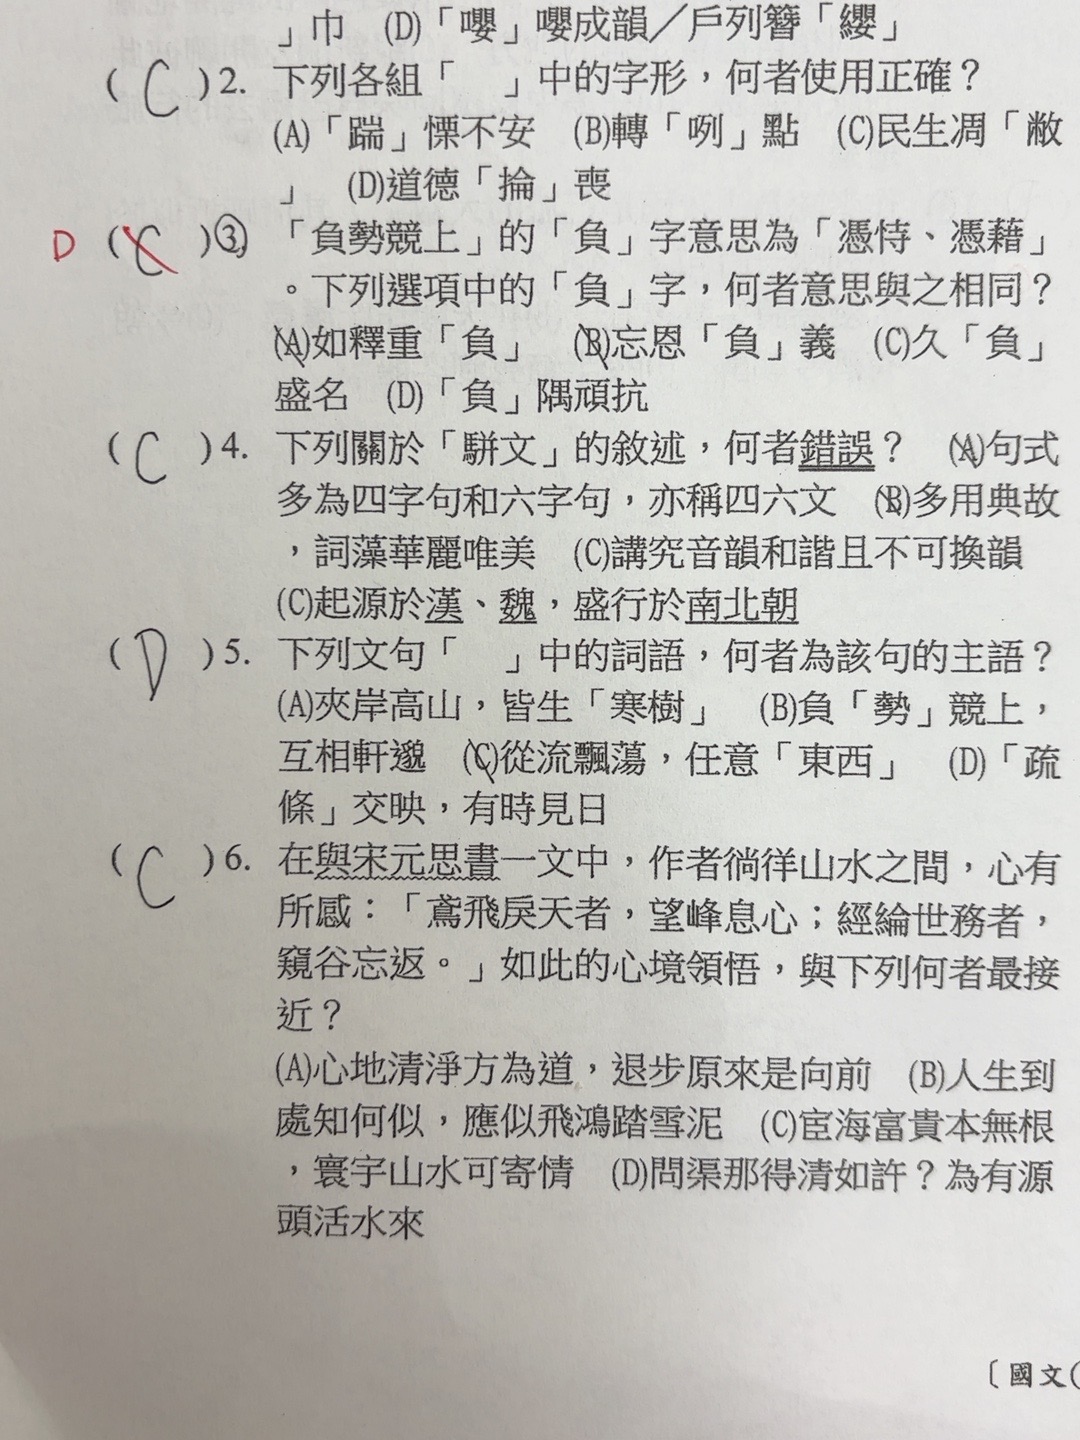 」巾　(D)「嚶」嚶成韻／戶列簪「纓」
( C )2. 下列各組「　」中的字形，何者使用正確？
(A)「踹」慄不安　(B)轉「咧」點　(C)民生凋「敝
」　(D)道德「掄」喪
D ( C )3. 「負勢競上」的「負」字意思為「憑恃、憑藉」
。下列選項中的「負」字，何者意思與之相同？
(A)如釋重「負」　(B)忘恩「負」義　(C)久「負」
盛名　(D)「負」隅頑抗
( C )4. 下列關於「駢文」的敘述，何者錯誤？　(A)句式
多為四字句和六字句，亦稱四六文　(B)多用典故
，詞藻華麗唯美　(C)講究音韻和諧且不可換韻
(C)起源於漢、魏，盛行於南北朝
( D )5. 下列文句「　」中的詞語，何者為該句的主語？
(A)夾岸高山，皆生「寒樹」　(B)負「勢」競上，
互相軒邈　(C)從流飄蕩，任意「東西」　(D)「疏
條」交映，有時見日
( C )6. 在與宋元思書一文中，作者徜徉山水之間，心有
所感：「鳶飛戾天者，望峰息心；經綸世務者，
窺谷忘返。」如此的心境領悟，與下列何者最接
近？
(A)心地清淨方為道，退步原來是向前　(B)人生到
處知何似，應似飛鴻踏雪泥　(C)宦海富貴本無根
，寰宇山水可寄情　(D)問渠那得清如許？為有源
頭活水來
〔國文(